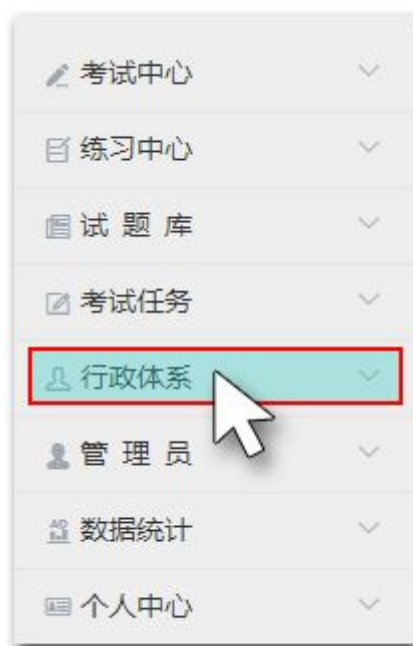 考试中心
练习中心
试 题 库
考试任务
行政体系
管 理 员
数据统计
个人中心